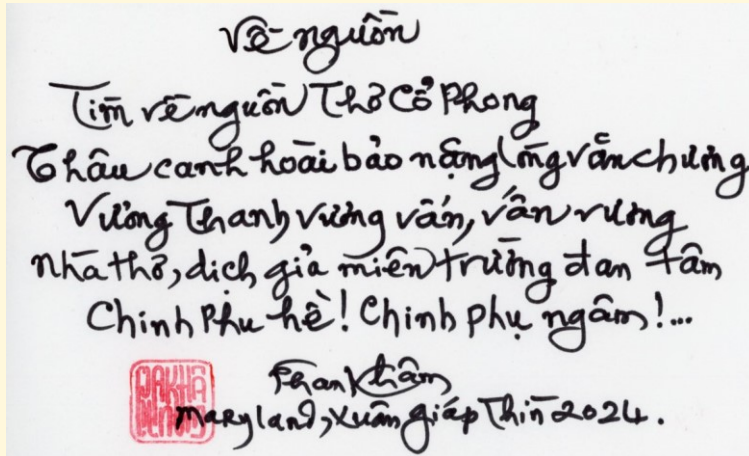 Về nguồn
Tìm về nguồn Thơ Cổ Phong
Thâu canh hoài bảo nặng lòng văn chương
Vương Thanh vương vấn, vấn vương
Nhà thơ, dịch giả miên trường đan tâm
Chinh Phu hề! Chinh phụ ngâm!...
Phan Khâm
Maryland, Xuân Giáp Thìn 2024.